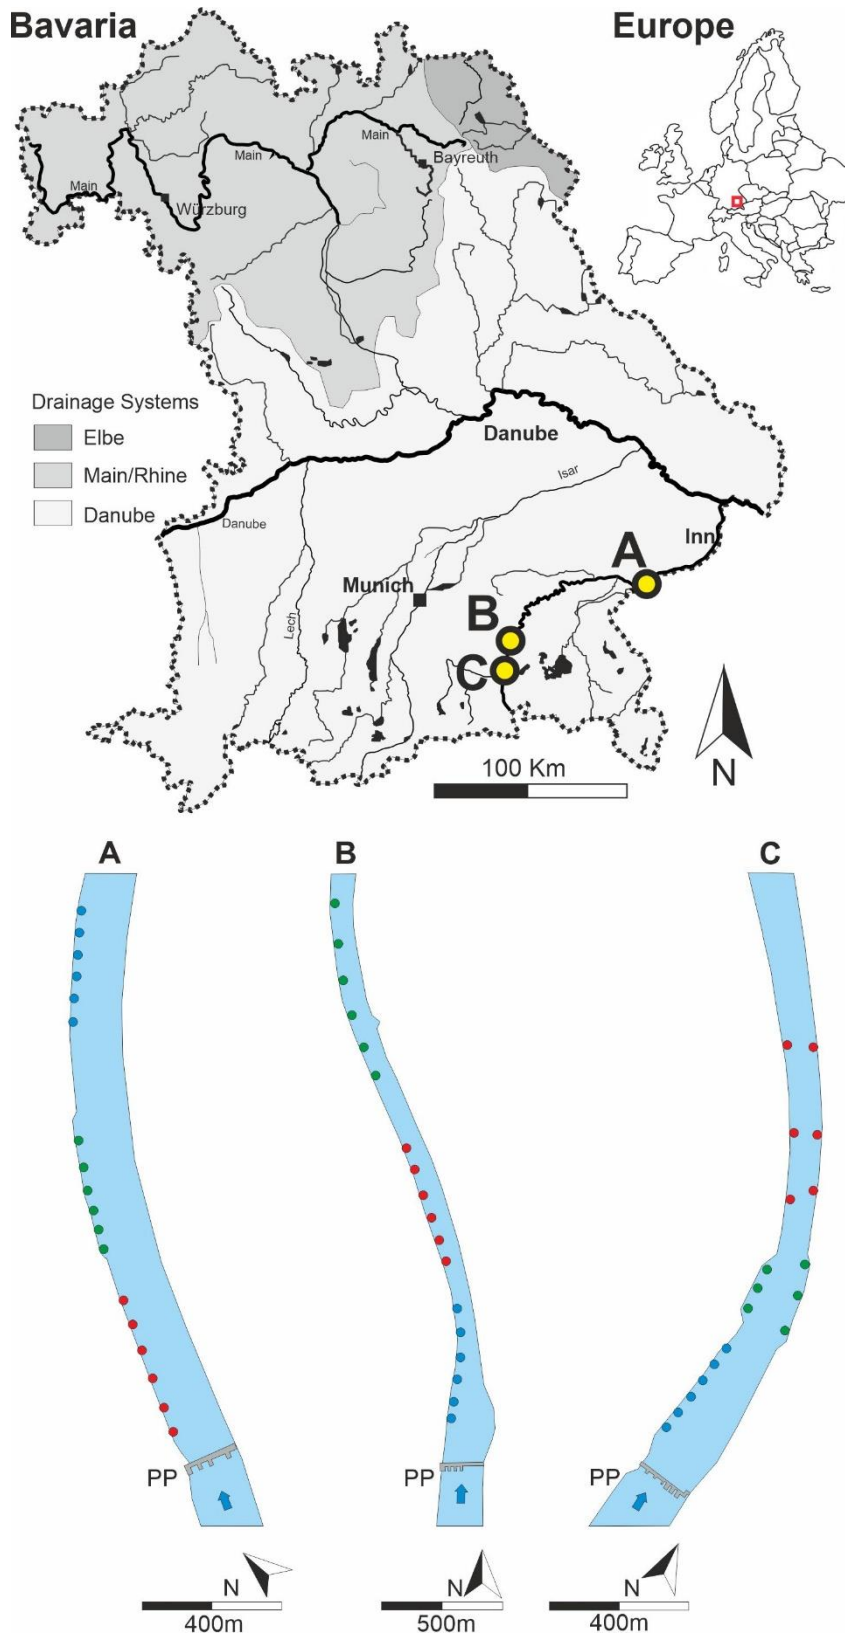 Bavaria
Europe
Main
Main
Main
Bayreuth
Würzburg
Drainage Systems
Elbe
Main/Rhine
Danube
Danube
Isar
Danube
Inn
A
Munich
Lech
B
C
100 Km
N
A
B
C
PP
PP
PP
N
N
N
400m
500m
400m